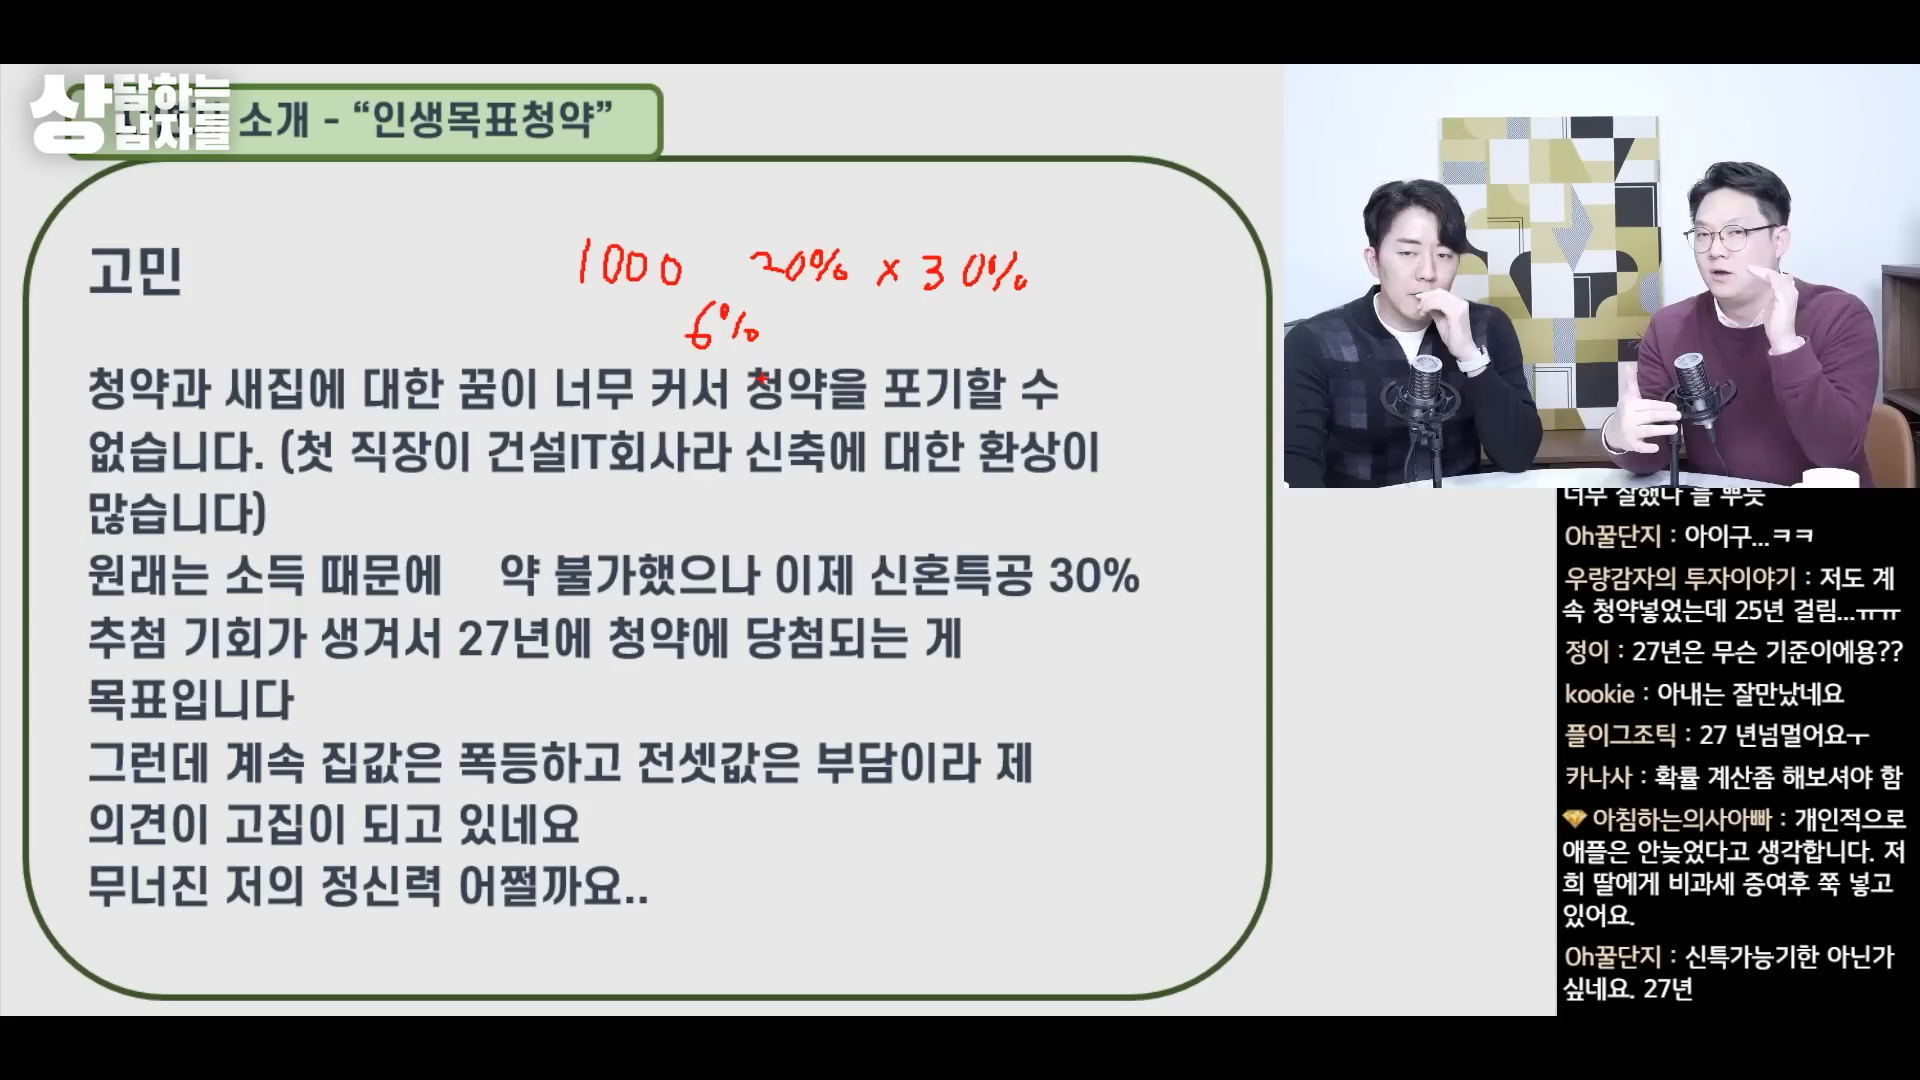 상담하는
남자들
소개 - “인생목표청약”
고민
1000 20% x 30%
6%
청약과 새집에 대한 꿈이 너무 커서 청약을 포기할 수
없습니다. (첫 직장이 건설IT회사라 신축에 대한 환상이
많습니다)
원래는 소득 때문에 약 불가했으나 이제 신혼특공 30%
추첨 기회가 생겨서 27년에 청약에 당첨되는 게
목표입니다
그런데 계속 집값은 폭등하고 전셋값은 부담이라 제
의견이 고집이 되고 있네요
무너진 저의 정신력 어쩔까요..
너무 잘했다 늘 뿌듯
Oh꿀단지 : 아이구...ㅋㅋ
우량감자의 투자이야기 : 저도 계
속 청약넣었는데 25년 걸림...ㅠㅠ
정이 : 27년은 무슨 기준이에용??
kookie : 아내는 잘만났네요
플이그조틱 : 27 년넘멀어요ㅜ
카나사 : 확률 계산좀 해보셔야 함
아침하는의사아빠 : 개인적으로
애플은 안늦었다고 생각합니다. 저
희 딸에게 비과세 증여후 쭉 넣고
있어요.
Oh꿀단지 : 신특가능기한 아닌가
싶네요. 27년